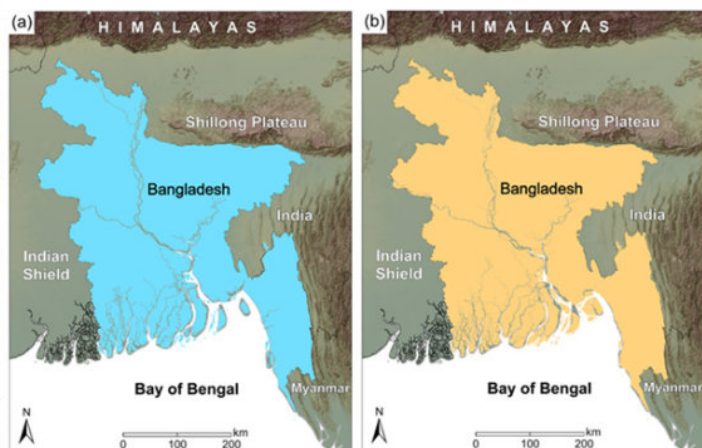 (a)
HIMALAYAS
Shillong Plateau
Bangladesh
India
Indian
Shield
Bay of Bengal
Myanmar
N
km
0 100 200
(b)
HIMALAYAS
Shillong Plateau
Bangladesh
India
Indian
Shield
Bay of Bengal
Myanmar
N
km
0 100 200